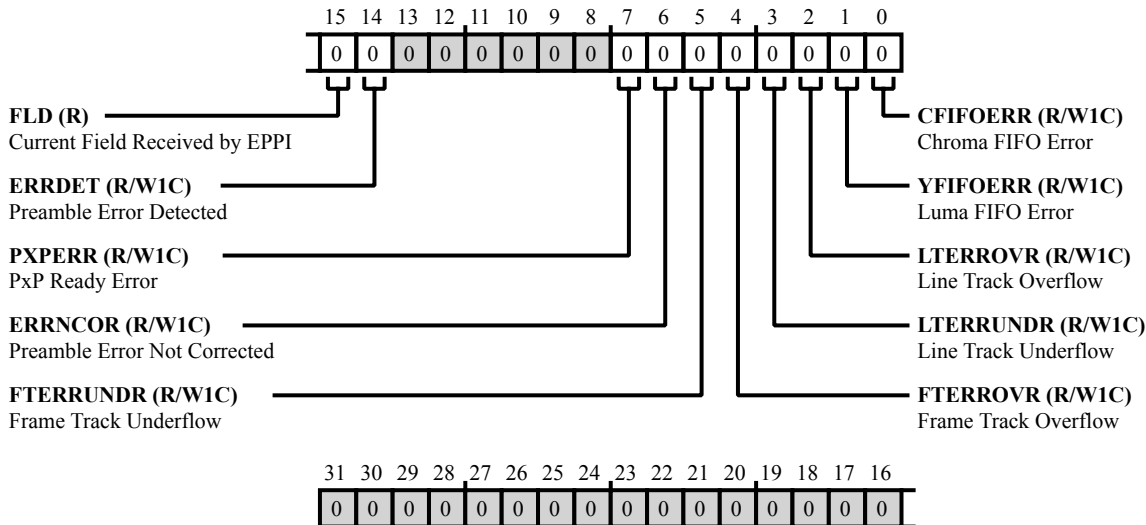 15 14 13 12 11 10 9 8 7 6 5 4 3 2 1 0
0 0 0 0 0 0 0 0 0 0 0 0 0 0 0 0
FLD (R)
Current Field Received by EPPI
ERRDET (R/W1C)
Preamble Error Detected
PXPERR (R/W1C)
PxP Ready Error
ERRNCOR (R/W1C)
Preamble Error Not Corrected
FTERRUNDR (R/W1C)
Frame Track Underflow
CFIFOERR (R/W1C)
Chroma FIFO Error
YFIFOERR (R/W1C)
Luma FIFO Error
LTERROVR (R/W1C)
Line Track Overflow
LTERRUNDR (R/W1C)
Line Track Underflow
FTERROVR (R/W1C)
Frame Track Overflow
31 30 29 28 27 26 25 24 23 22 21 20 19 18 17 16
0 0 0 0 0 0 0 0 0 0 0 0 0 0 0 0